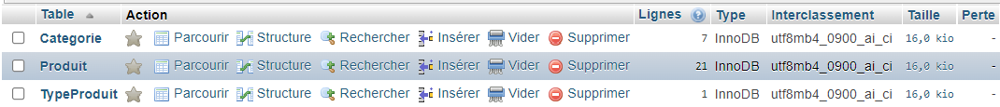 Table Action Lignes Type Interclassement Taille Perte
Categorie Parcourir Structure Rechercher Insérer Vider Supprimer 7 InnoDB utf8mb4_0900_ai_ci 16,0 kio -
Produit Parcourir Structure Rechercher Insérer Vider Supprimer 21 InnoDB utf8mb4_0900_ai_ci 16,0 kio -
TypeProduit Parcourir Structure Rechercher Insérer Vider Supprimer 1 InnoDB utf8mb4_0900_ai_ci 16,0 kio -